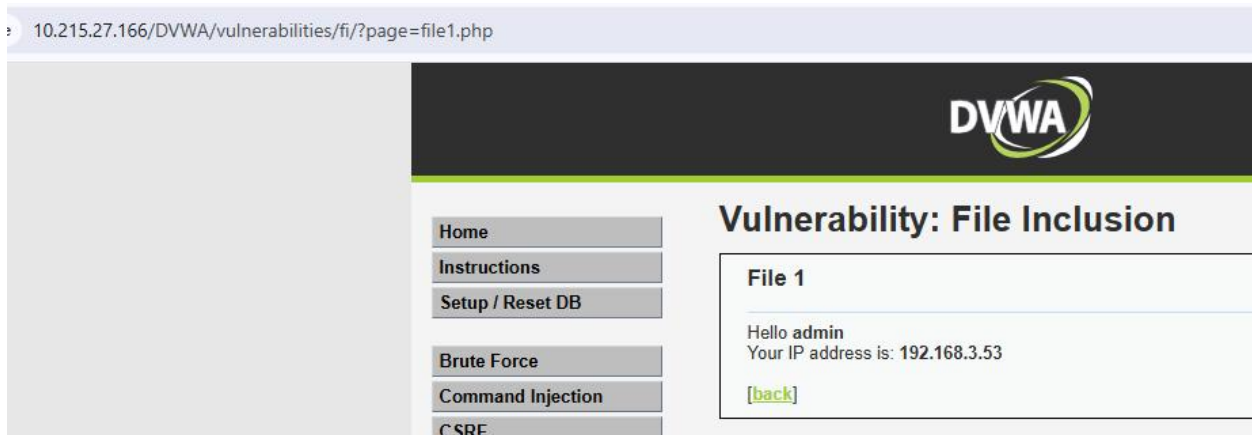 10.215.27.166/DVWA/vulnerabilities/fi/?page=file1.php
DVWA
Home
Instructions
Setup / Reset DB
Brute Force
Command Injection
CSRF
Vulnerability: File Inclusion
File 1
Hello admin
Your IP address is: 192.168.3.53
[back]